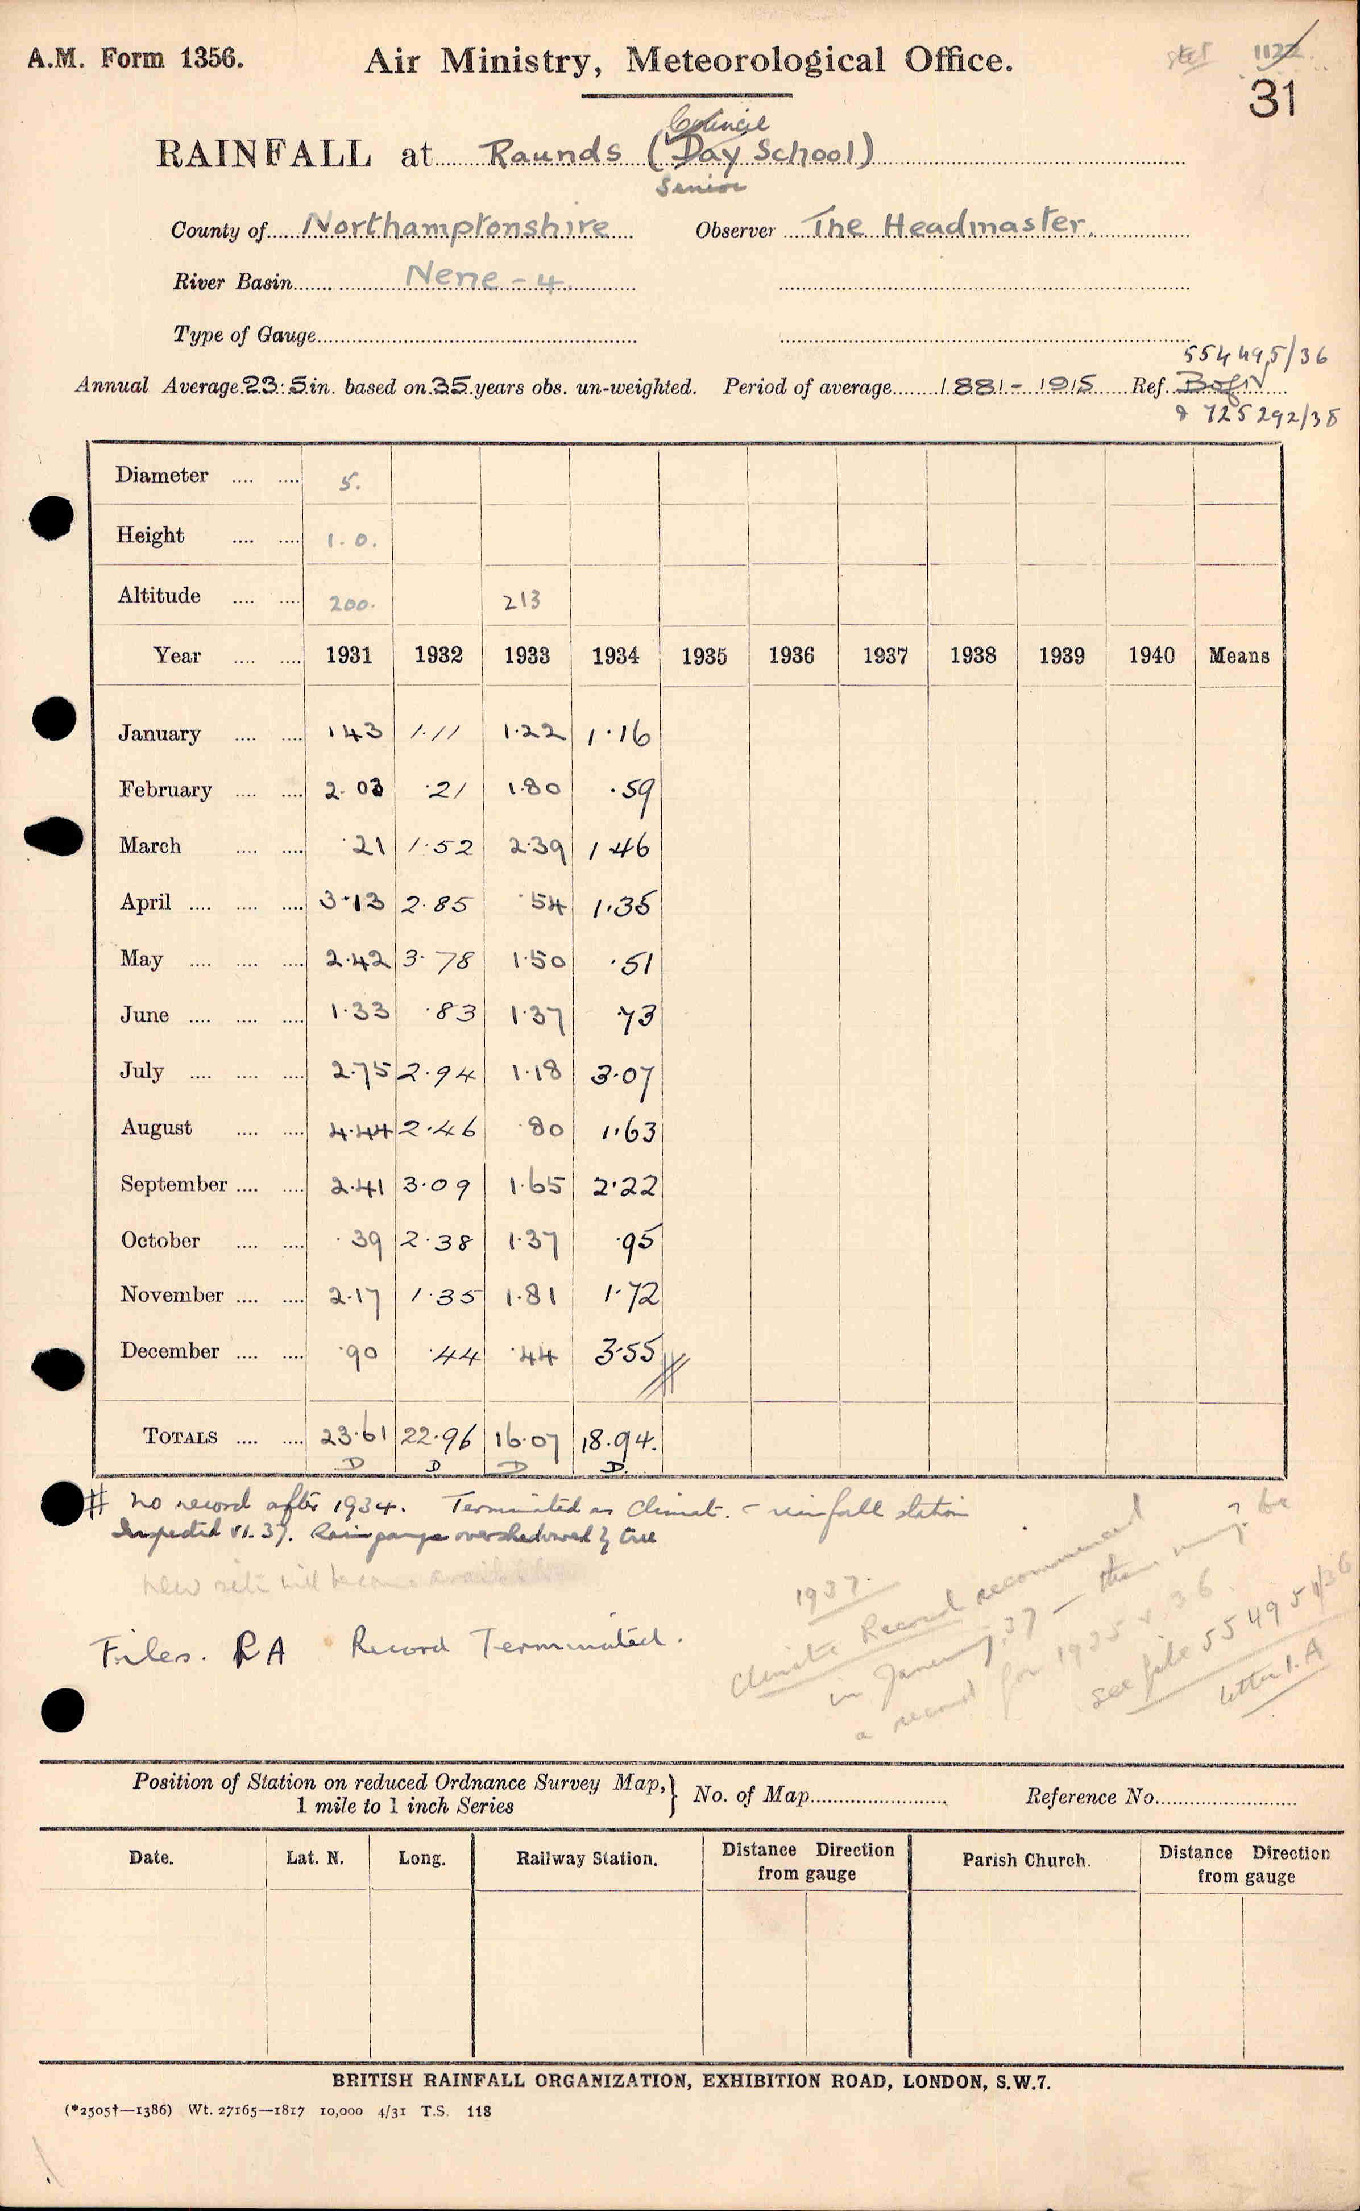 A.M. Form 1356.
Air Ministry, Meteorological Office.
1122
31
Council
RAINFALL at Raunds (Day School)
Senior
County of Northamptonshire Observer The Headmaster.
River Basin Nene - 4
Type of Gauge
554495/36
Annual Average 23.5 in. based on 35 years obs. un-weighted. Period of average 1881 - 1915 Ref.
& 725292/38
Diameter .... .... 5.
Height .... .... 1.0.
Altitude .... .... 200. 213
Year .... .... 1931 1932 1933 1934 1935 1936 1937 1938 1939 1940 Means
January .... .... 1.43 1.11 1.22 1.16
February .... .... 2.03 .21 1.80 .59
March .... .... .21 1.52 2.39 1.46
April .... .... .... 3.13 2.85 .54 1.35
May .... .... .... 2.42 3.78 1.50 .51
June .... .... .... 1.33 .83 1.37 .73
July .... .... .... 2.75 2.94 1.18 3.07
August .... .... 4.44 2.46 .80 1.63
September .... .... 2.41 3.09 1.65 2.22
October .... .... .39 2.38 1.37 .95
November .... .... 2.17 1.35 1.81 1.72
December .... .... .90 .44 .44 3.55 #
TOTALS .... .... 23.61 22.96 16.07 18.94.
D D D D.
# no record after 1934. Terminated as Climat. - rainfall station
Inspected 37. Raingauge overshadowed by tree
new site will become available
Files. RA Record Terminated.
1937.
Climate Record recommended
in January 37 - there may be
a record for 1935 & 36
see file 554954/36
letter 1.A
Position of Station on reduced Ordnance Survey Map, } No. of Map Reference No.
1 mile to 1 inch Series
Date. Lat. N. Long. Railway Station. Distance Direction from gauge Parish Church. Distance Direction from gauge
BRITISH RAINFALL ORGANIZATION, EXHIBITION ROAD, LONDON, S.W.7.
(*2505†—1386) Wt. 27165—1817 10,000 4/31 T.S. 118